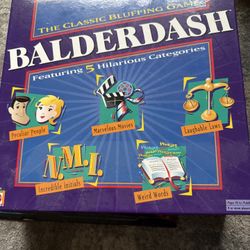 THE CLASSIC BLUFFING GAME!
BALDERDASH
Featuring 5 Hilarious Categories
Peculiar People
Marvelous Movies
Laughable Laws
N.M.I.
Incredible Initials
Weird Words